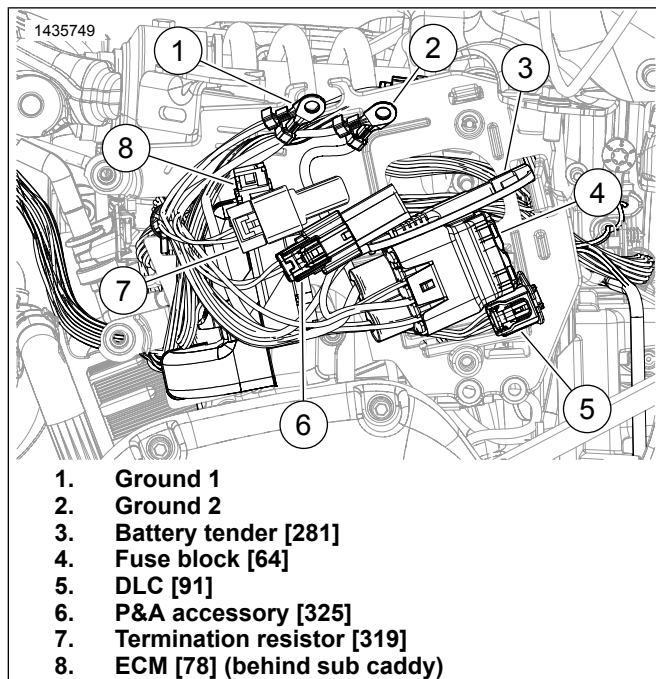 1435749
1
2
3
8
4
7
6
5
1. Ground 1
2. Ground 2
3. Battery tender [281]
4. Fuse block [64]
5. DLC [91]
6. P&A accessory [325]
7. Termination resistor [319]
8. ECM [78] (behind sub caddy)